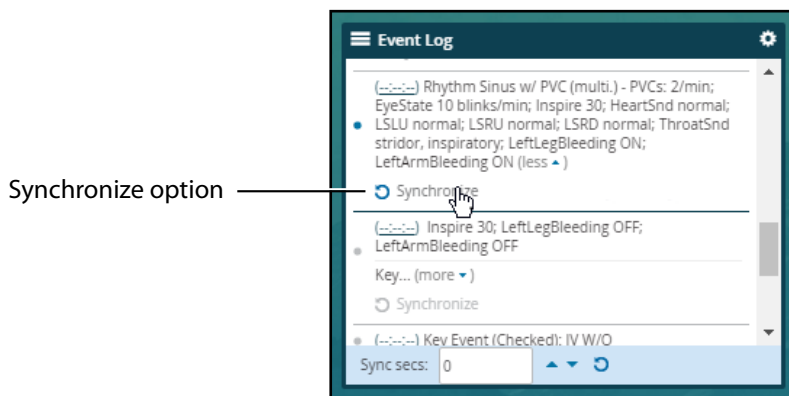 Event Log
(--:--:--) Rhythm Sinus w/ PVC (multi.) - PVCs: 2/min;
EyeState 10 blinks/min; Inspire 30; HeartSnd normal;
LSLU normal; LSRU normal; LSRD normal; ThroatSnd
stridor, inspiratory; LeftLegBleeding ON;
LeftArmBleeding ON (less ▲)
Synchronize option
Synchronize
(--:--:--) Inspire 30; LeftLegBleeding OFF;
LeftArmBleeding OFF
Key... (more ▼)
Synchronize
(--:--:--) Key Event (Checked): IV W/O
Sync secs: 0